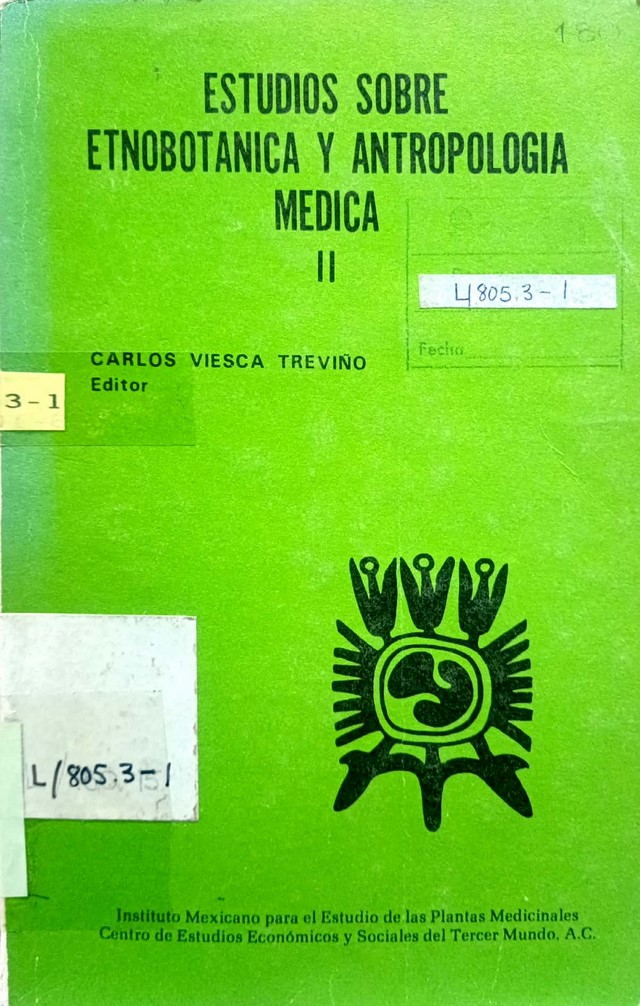 ESTUDIOS SOBRE
ETNOBOTANICA Y ANTROPOLOGIA
MEDICA
II
4805.3-1
Fecha
CARLOS VIESCA TREVIÑO
Editor
3-1
L/805.3-1
Instituto Mexicano para el Estudio de las Plantas Medicinales
Centro de Estudios Económicos y Sociales del Tercer Mundo, A.C.